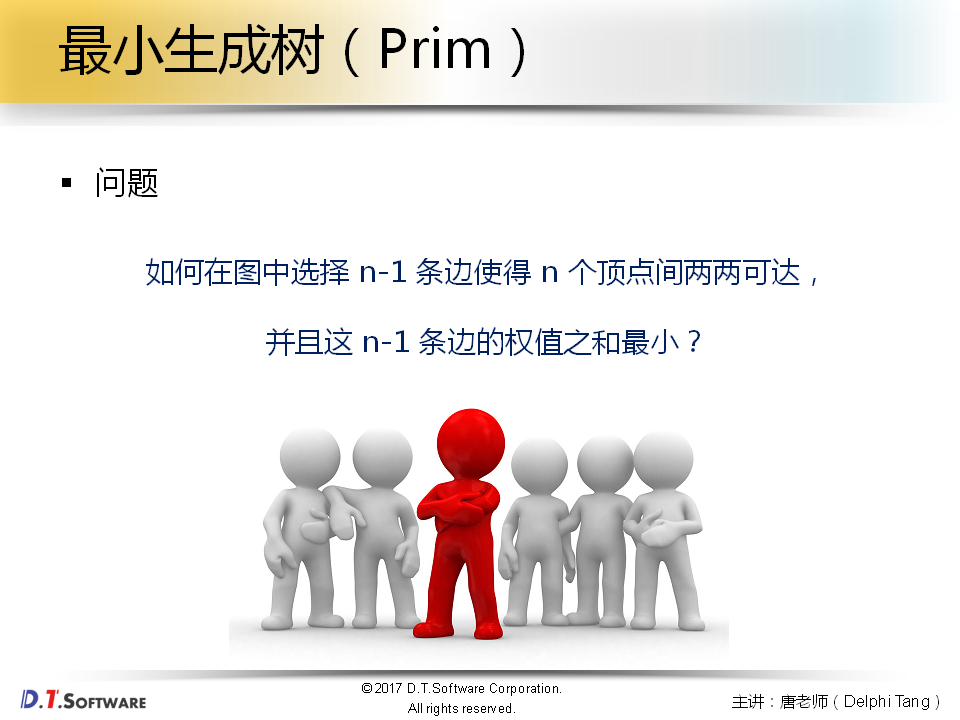 最小生成树（Prim）
▪ 问题
如何在图中选择 n-1 条边使得 n 个顶点间两两可达，
并且这 n-1 条边的权值之和最小？
D.T.SOFTWARE
©2017 D.T.Software Corporation.
All rights reserved.
主讲：唐老师（Delphi Tang）